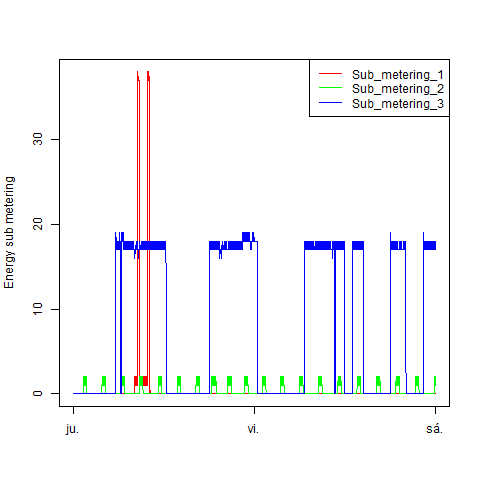 Sub_metering_1
Sub_metering_2
Sub_metering_3
Energy sub metering
30
20
10
0
ju.
vi.
sá.